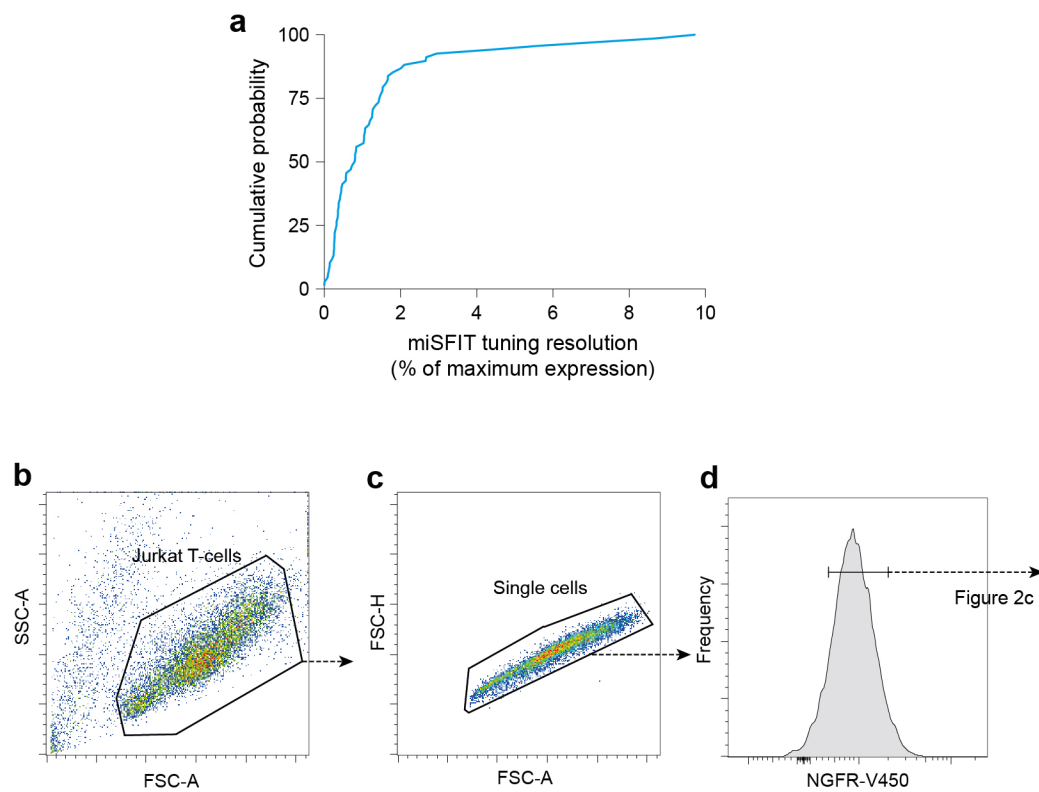 a
Cumulative probability
100
75
50
25
0
0 2 4 6 8 10
miSFIT tuning resolution
(% of maximum expression)
b
SSC-A
Jurkat T-cells
FSC-A
c
FSC-H
Single cells
FSC-A
d
Frequency
Figure 2c
NGFR-V450